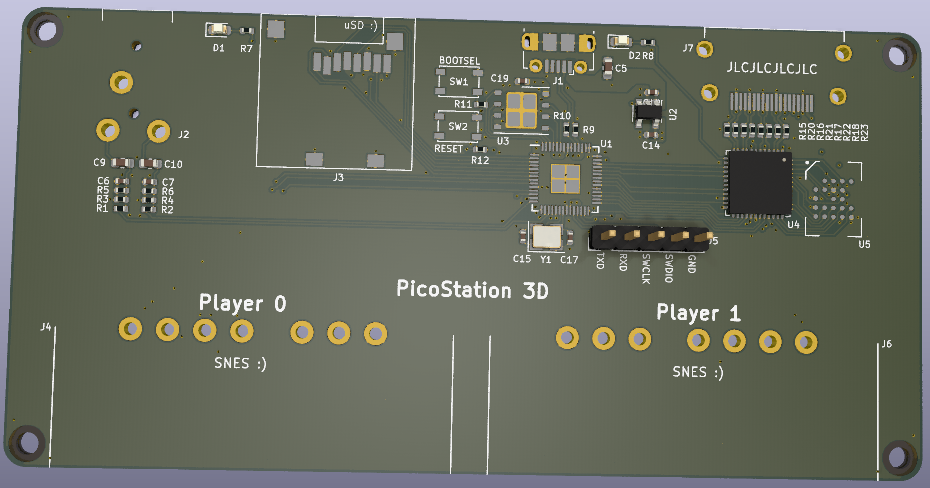 uSD :)
D1
R7
J3
BOOTSEL
SW1
R11
SW2
RESET
R12
C19
U3
J1
R10
R9
U1
C5
D2 R8
U2
C14
J7
JLCJLCJLCJLC
R15
R20
R16
R21
R17
R22
R18
R23
U4
U5
J2
C9
C10
C6
C7
R5
R6
R3
R4
R1
R2
C15
Y1
C17
J5
TXD
RXD
SWCLK
SWDIO
GND
PicoStation 3D
Player 0
Player 1
J4
J6
SNES :)
SNES :)